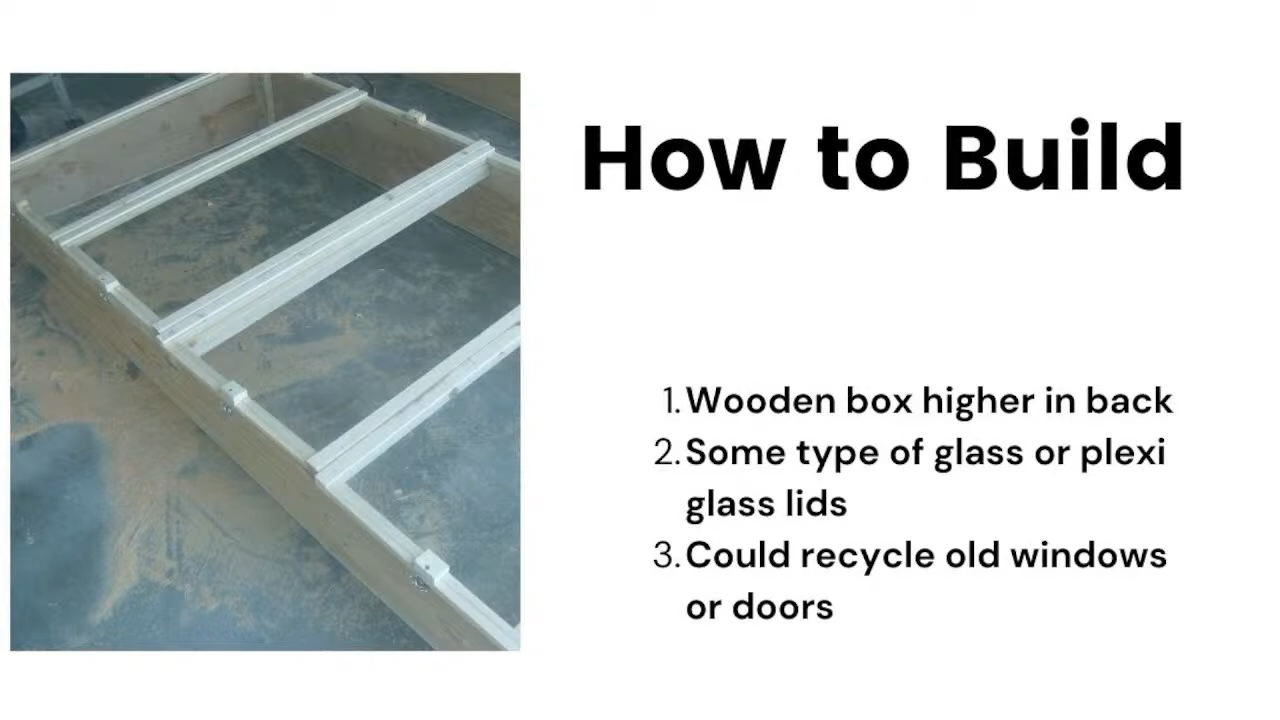 How to Build
1. Wooden box higher in back
2. Some type of glass or plexi
glass lids
3. Could recycle old windows
or doors